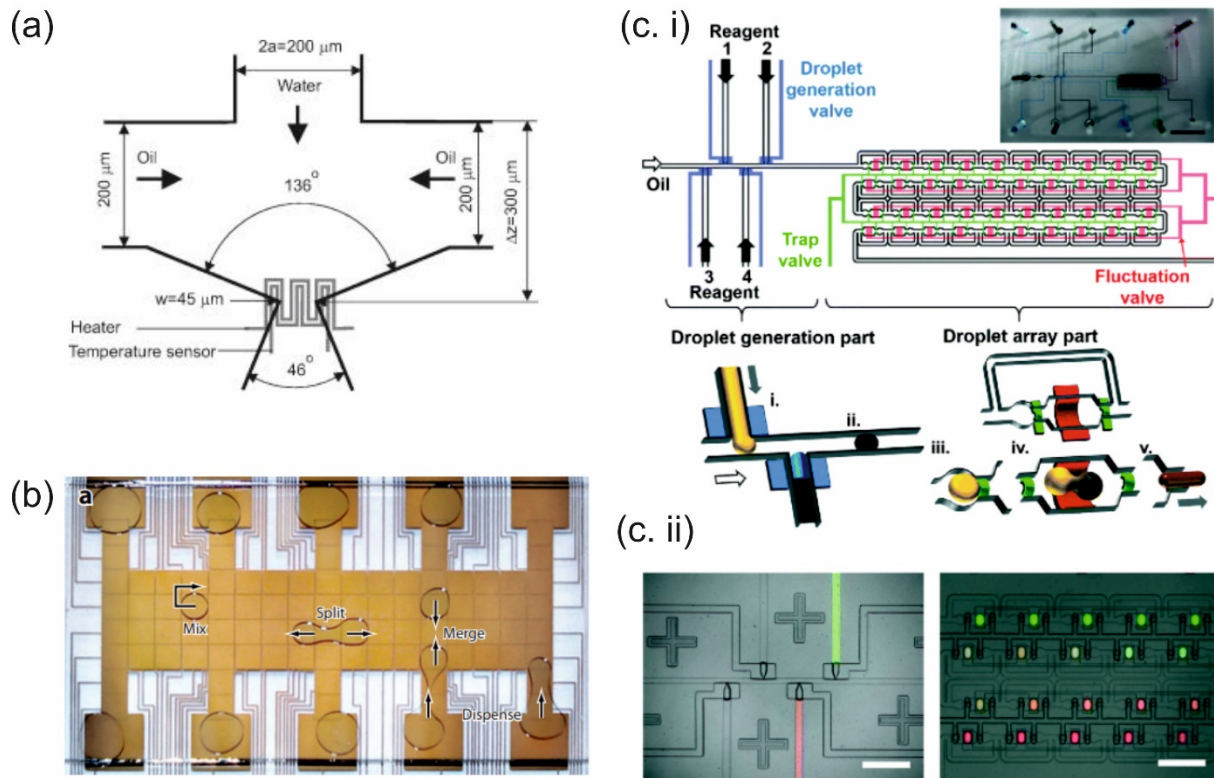 (a)
2a=200 µm
Water
200 µm
Oil
Oil
200 µm
Δz=300 µm
136°
w=45 µm
Heater
Temperature sensor
46°
(b)
a
Mix
Split
Merge
Dispense
(c. i)
Reagent
1 2
Droplet
generation
valve
Oil
Trap
valve
3 4
Reagent
Fluctuation
valve
Droplet generation part
Droplet array part
i.
ii.
iii.
iv.
v.
(c. ii)